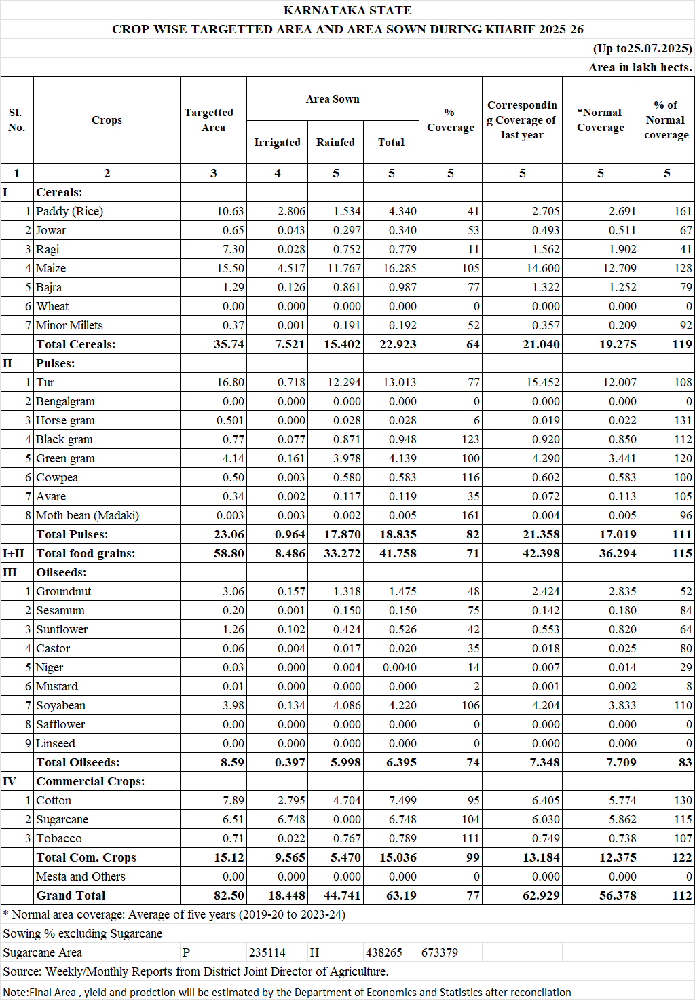 KARNATAKA STATE
CROP-WISE TARGETTED AREA AND AREA SOWN DURING KHARIF 2025-26
(Up to25.07.2025)
Area in lakh hects.
Sl. No. Crops Targetted Area Area Sown % Coverage Correspondin g Coverage of last year *Normal Coverage % of Normal coverage
Irrigated Rainfed Total
1 2 3 4 5 5 5 5 5 5
I Cereals:
1 Paddy (Rice) 10.63 2.806 1.534 4.340 41 2.705 2.691 161
2 Jowar 0.65 0.043 0.297 0.340 53 0.493 0.511 67
3 Ragi 7.30 0.028 0.752 0.779 11 1.562 1.902 41
4 Maize 15.50 4.517 11.767 16.285 105 14.600 12.709 128
5 Bajra 1.29 0.126 0.861 0.987 77 1.322 1.252 79
6 Wheat 0.00 0.000 0.000 0.000 0 0.000 0.000 0
7 Minor Millets 0.37 0.001 0.191 0.192 52 0.357 0.209 92
Total Cereals: 35.74 7.521 15.402 22.923 64 21.040 19.275 119
II Pulses:
1 Tur 16.80 0.718 12.294 13.013 77 15.452 12.007 108
2 Bengalgram 0.00 0.000 0.000 0.000 0 0.000 0.000 0
3 Horse gram 0.501 0.000 0.028 0.028 6 0.019 0.022 131
4 Black gram 0.77 0.077 0.871 0.948 123 0.920 0.850 112
5 Green gram 4.14 0.161 3.978 4.139 100 4.290 3.441 120
6 Cowpea 0.50 0.003 0.580 0.583 116 0.602 0.583 100
7 Avare 0.34 0.002 0.117 0.119 35 0.072 0.113 105
8 Moth bean (Madaki) 0.003 0.003 0.002 0.005 161 0.004 0.005 96
Total Pulses: 23.06 0.964 17.870 18.835 82 21.358 17.019 111
I+II Total food grains: 58.80 8.486 33.272 41.758 71 42.398 36.294 115
III Oilseeds:
1 Groundnut 3.06 0.157 1.318 1.475 48 2.424 2.835 52
2 Sesamum 0.20 0.001 0.150 0.150 75 0.142 0.180 84
3 Sunflower 1.26 0.102 0.424 0.526 42 0.553 0.820 64
4 Castor 0.06 0.004 0.017 0.020 35 0.018 0.025 80
5 Niger 0.03 0.000 0.004 0.0040 14 0.007 0.014 29
6 Mustard 0.01 0.000 0.000 0.000 2 0.001 0.002 8
7 Soyabean 3.98 0.134 4.086 4.220 106 4.204 3.833 110
8 Safflower 0.00 0.000 0.000 0.000 0 0.000 0.000 0
9 Linseed 0.00 0.000 0.000 0.000 0 0.000 0.000 0
Total Oilseeds: 8.59 0.397 5.998 6.395 74 7.348 7.709 83
IV Commercial Crops:
1 Cotton 7.89 2.795 4.704 7.499 95 6.405 5.774 130
2 Sugarcane 6.51 6.748 0.000 6.748 104 6.030 5.862 115
3 Tobacco 0.71 0.022 0.767 0.789 111 0.749 0.738 107
Total Com. Crops 15.12 9.565 5.470 15.036 99 13.184 12.375 122
Mesta and Others 0.00 0.000 0.000 0.000 0 0.000 0.000 0
Grand Total 82.50 18.448 44.741 63.19 77 62.929 56.378 112
* Normal area coverage: Average of five years (2019-20 to 2023-24)
Sowing % excluding Sugarcane
Sugarcane Area P 235114 H 438265 673379
Source: Weekly/Monthly Reports from District Joint Director of Agriculture.
Note:Final Area , yield and prodction will be estimated by the Department of Economics and Statistics after reconcilation